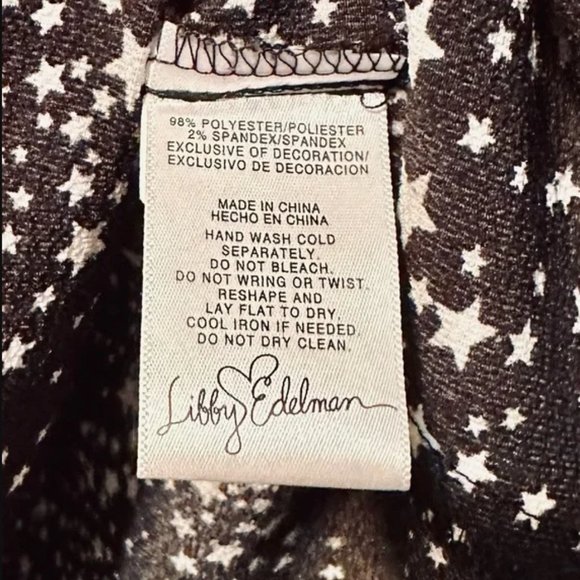 98% POLYESTER/POLIESTER
2% SPANDEX/SPANDEX
EXCLUSIVE OF DECORATION/
EXCLUSIVO DE DECORACION
MADE IN CHINA
HECHO EN CHINA
HAND WASH COLD
SEPARATELY.
DO NOT BLEACH.
DO NOT WRING OR TWIST.
RESHAPE AND
LAY FLAT TO DRY.
COOL IRON IF NEEDED.
DO NOT DRY CLEAN.
Libby Edelman